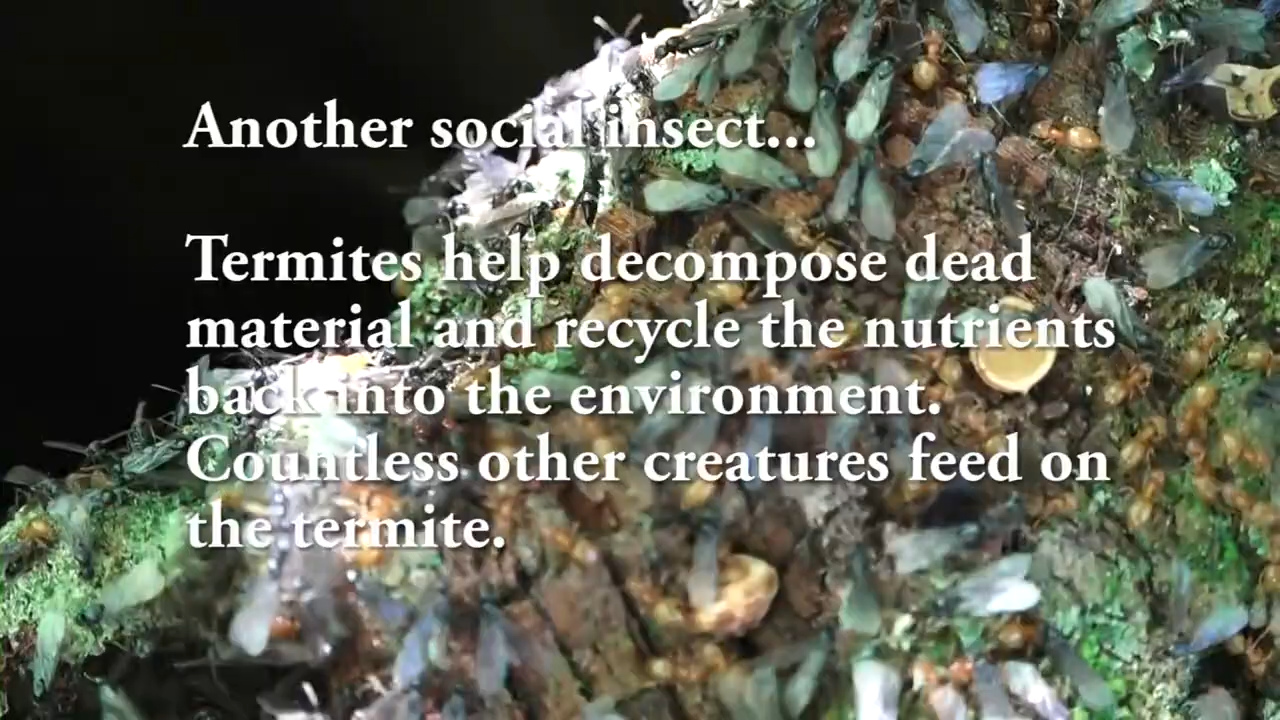 Another social insect...
Termites help decompose dead
material and recycle the nutrients
back into the environment.
Countless other creatures feed on
the termite.